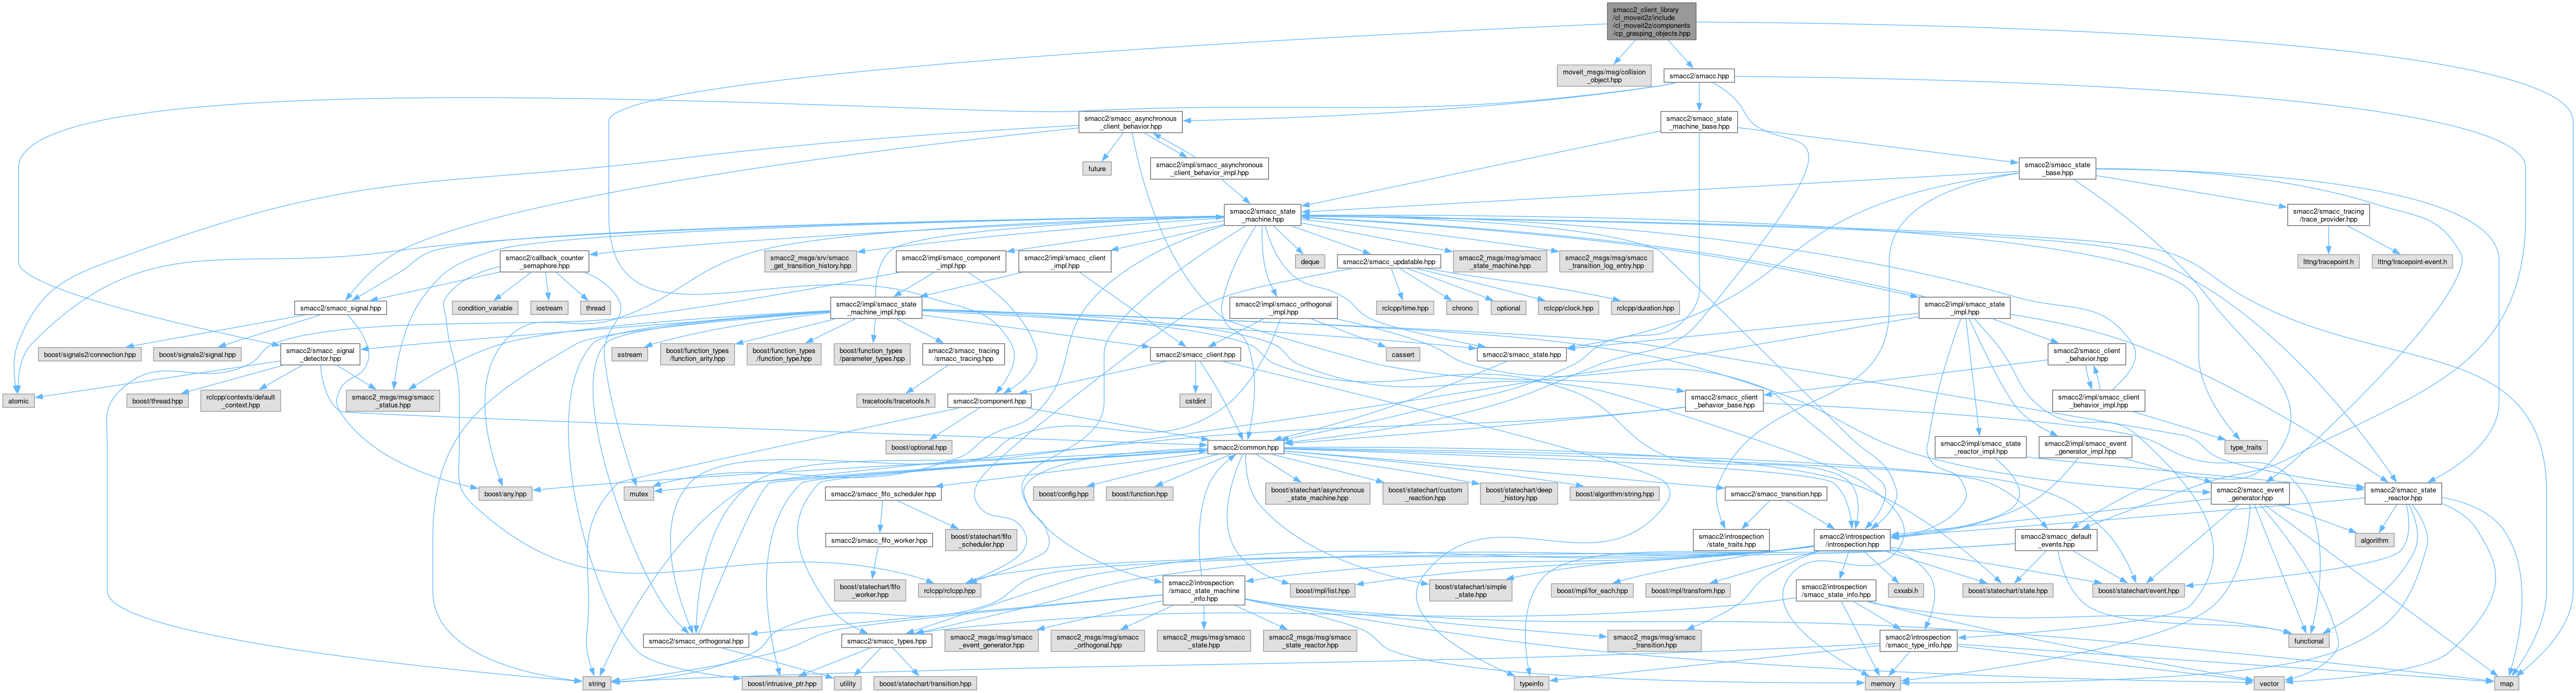 smacc2_client_library
/cl_moveit2z/include
/cl_moveit2z/components
/cp_grasping_objects.hpp
moveit_msgs/msg/collision
_object.hpp
smacc2/smacc.hpp
smacc2/smacc_asynchronous
_client_behavior.hpp
smacc2/smacc_state
_machine_base.hpp
future
smacc2/impl/smacc_asynchronous
_client_behavior_impl.hpp
smacc2/smacc_state
_base.hpp
smacc2/smacc_state
_machine.hpp
smacc2/smacc_tracing
/trace_provider.hpp
smacc2/callback_counter
_semaphore.hpp
smacc2_msgs/srv/smacc
_get_transition_history.hpp
smacc2/impl/smacc_component
_impl.hpp
smacc2/impl/smacc_client
_impl.hpp
deque
smacc2/smacc_updatable.hpp
smacc2_msgs/msg/smacc
_state_machine.hpp
smacc2_msgs/msg/smacc
_transition_log_entry.hpp
lttng/tracepoint.h
lttng/tracepoint-event.h
smacc2/smacc_signal.hpp
condition_variable
iostream
thread
smacc2/impl/smacc_state
_machine_impl.hpp
smacc2/impl/smacc_orthogonal
_impl.hpp
rclcpp/time.hpp
chrono
optional
rclcpp/clock.hpp
rclcpp/duration.hpp
smacc2/impl/smacc_state
_impl.hpp
boost/signals2/connection.hpp
boost/signals2/signal.hpp
smacc2/smacc_signal
_detector.hpp
sstream
boost/function_types
/function_arity.hpp
boost/function_types
/function_type.hpp
boost/function_types
/parameter_types.hpp
smacc2/smacc_tracing
/smacc_tracing.hpp
smacc2/smacc_client.hpp
cassert
smacc2/smacc_state.hpp
smacc2/smacc_client
_behavior.hpp
atomic
boost/thread.hpp
rclcpp/contexts/default
_context.hpp
smacc2_msgs/msg/smacc
_status.hpp
tracetools/tracetools.h
smacc2/component.hpp
cstdint
smacc2/smacc_client
_behavior_base.hpp
smacc2/impl/smacc_client
_behavior_impl.hpp
boost/optional.hpp
smacc2/common.hpp
smacc2/impl/smacc_state
_reactor_impl.hpp
smacc2/impl/smacc_event
_generator_impl.hpp
type_traits
boost/any.hpp
mutex
smacc2/smacc_fifo_scheduler.hpp
boost/config.hpp
boost/function.hpp
boost/statechart/asynchronous
_state_machine.hpp
boost/statechart/custom
_reaction.hpp
boost/statechart/deep
_history.hpp
boost/algorithm/string.hpp
smacc2/smacc_transition.hpp
smacc2/smacc_event
_generator.hpp
smacc2/smacc_state
_reactor.hpp
smacc2/smacc_fifo_worker.hpp
boost/statechart/fifo
_scheduler.hpp
smacc2/introspection
/state_traits.hpp
smacc2/introspection
/introspection.hpp
smacc2/smacc_default
_events.hpp
algorithm
boost/statechart/fifo
_worker.hpp
rclcpp/rclcpp.hpp
smacc2/introspection
/smacc_state_machine
_info.hpp
boost/mpl/list.hpp
boost/statechart/simple
_state.hpp
boost/mpl/for_each.hpp
boost/mpl/transform.hpp
smacc2/introspection
/smacc_state_info.hpp
cxxabi.h
boost/statechart/state.hpp
boost/statechart/event.hpp
smacc2/smacc_orthogonal.hpp
smacc2/smacc_types.hpp
smacc2_msgs/msg/smacc
_event_generator.hpp
smacc2_msgs/msg/smacc
_orthogonal.hpp
smacc2_msgs/msg/smacc
_state.hpp
smacc2_msgs/msg/smacc
_state_reactor.hpp
smacc2_msgs/msg/smacc
_transition.hpp
smacc2/introspection
/smacc_type_info.hpp
functional
string
boost/intrusive_ptr.hpp
utility
boost/statechart/transition.hpp
typeinfo
memory
vector
map